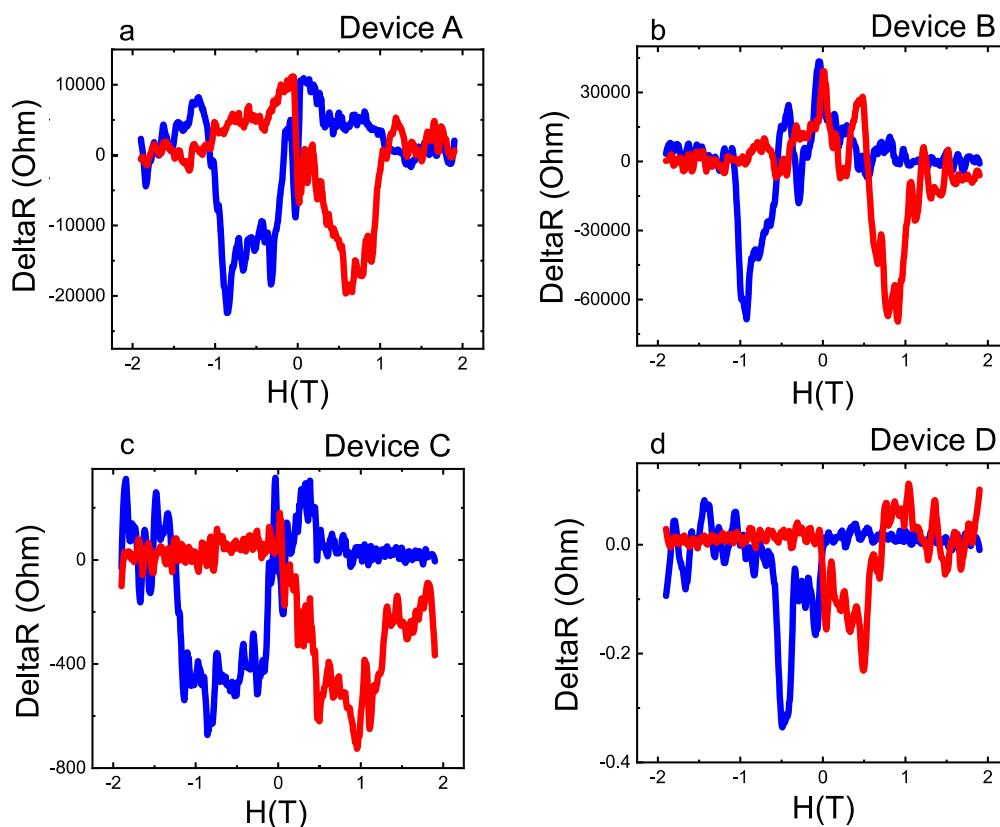 a Device A
10000
0
-10000
-20000
DeltaR (Ohm)
-2 -1 0 1 2
H(T)
b Device B
30000
0
-30000
-60000
DeltaR (Ohm)
-2 -1 0 1 2
H(T)
c Device C
0
-400
-800
DeltaR (Ohm)
-2 -1 0 1 2
H(T)
d Device D
0.0
-0.2
-0.4
DeltaR (Ohm)
-2 -1 0 1 2
H(T)